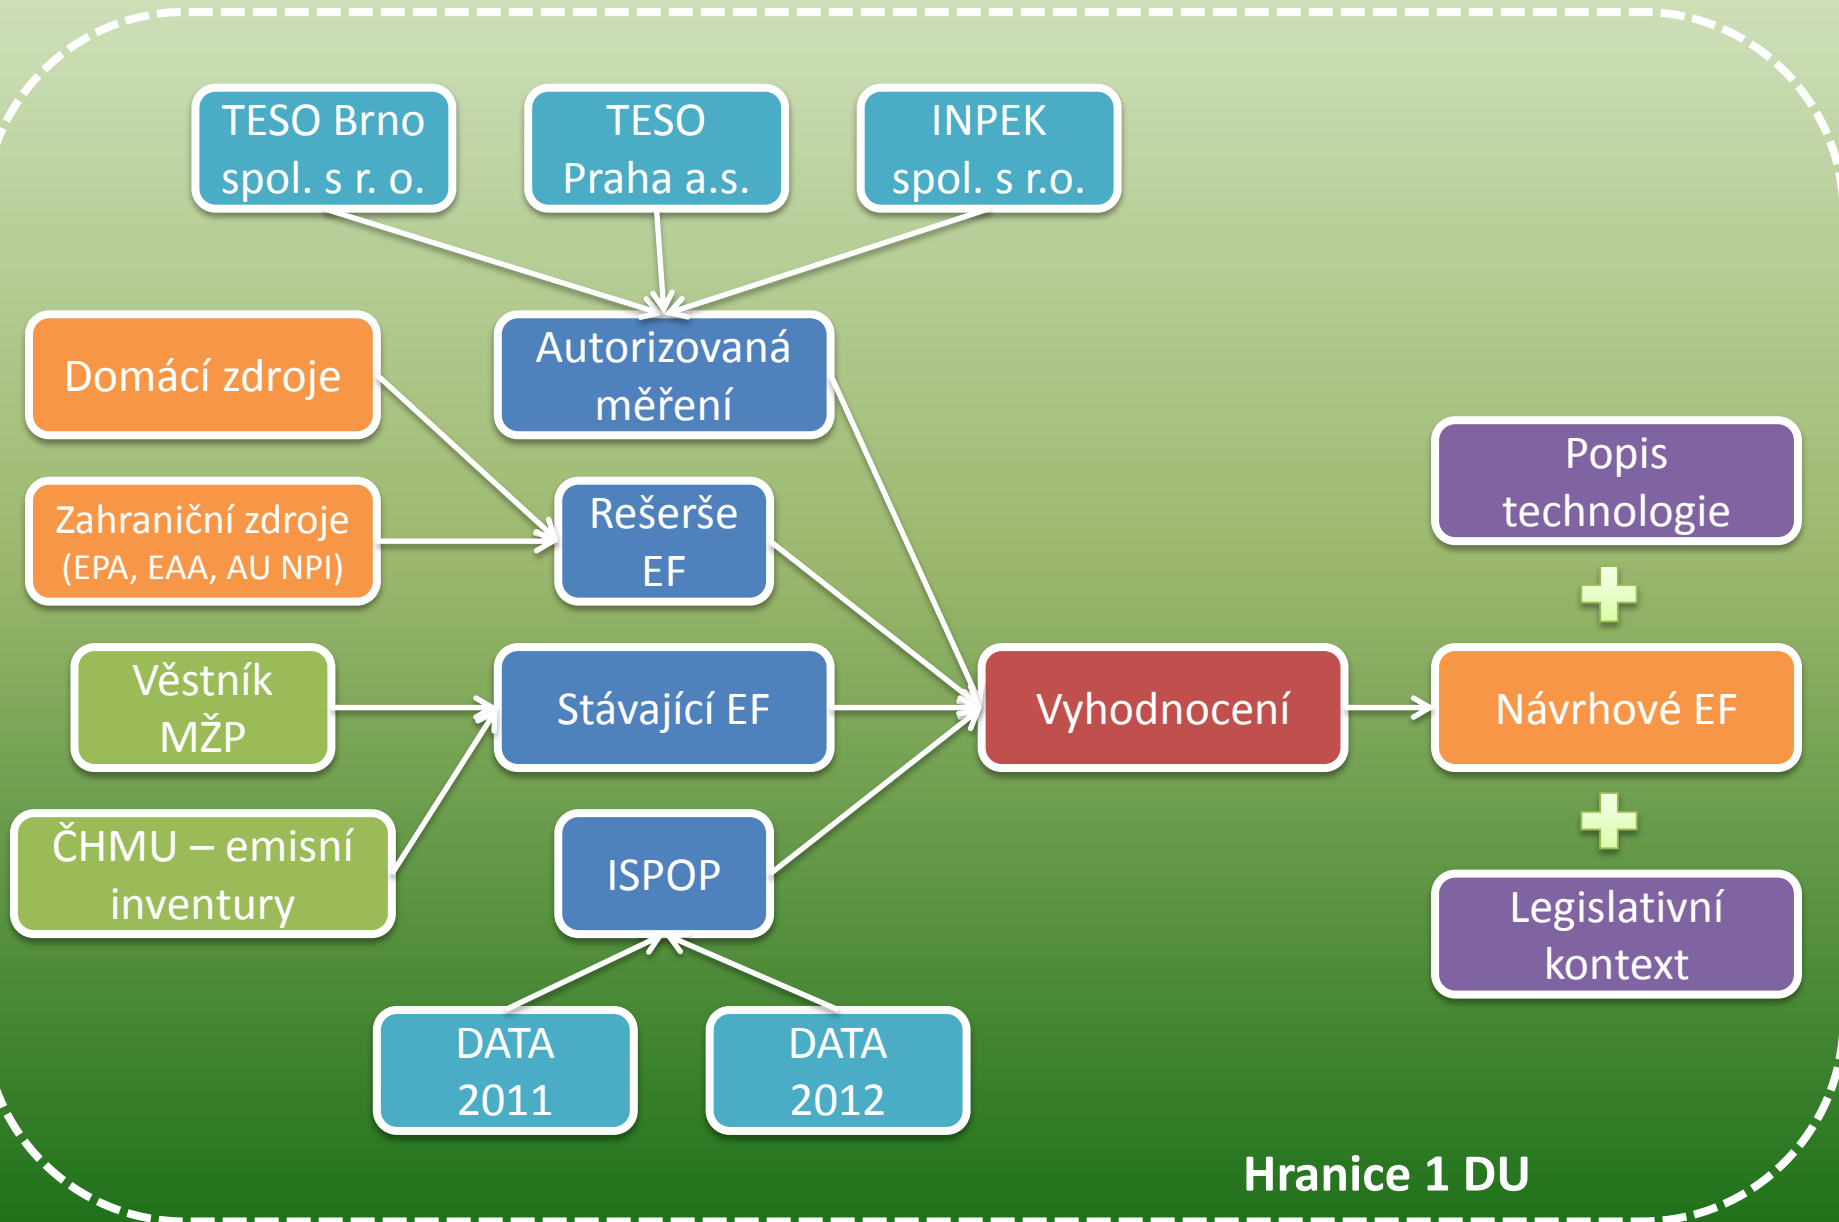 TESO Brno
spol. s r. o.
TESO
Praha a.s.
INPEK
spol. s r.o.
Domácí zdroje
Autorizovaná
měření
Zahraniční zdroje
(EPA, EAA, AU NPI)
Rešerše
EF
Popis
technologie
Věstník
MŽP
Stávající EF
Vyhodnocení
Návrhové EF
ČHMU – emisní
inventury
ISPOP
Legislativní
kontext
DATA
2011
DATA
2012
Hranice 1 DU